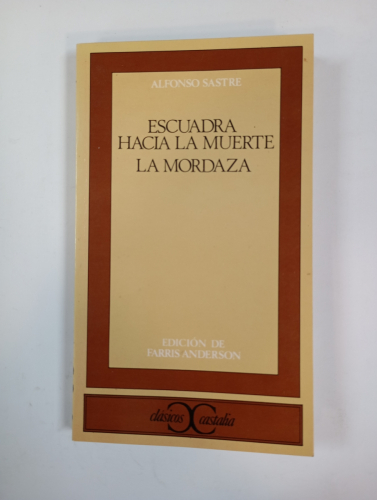 ALFONSO SASTRE
ESCUADRA
HACIA LA MUERTE
LA MORDAZA
EDICIÓN DE
FARRIS ANDERSON
clásicos castalia